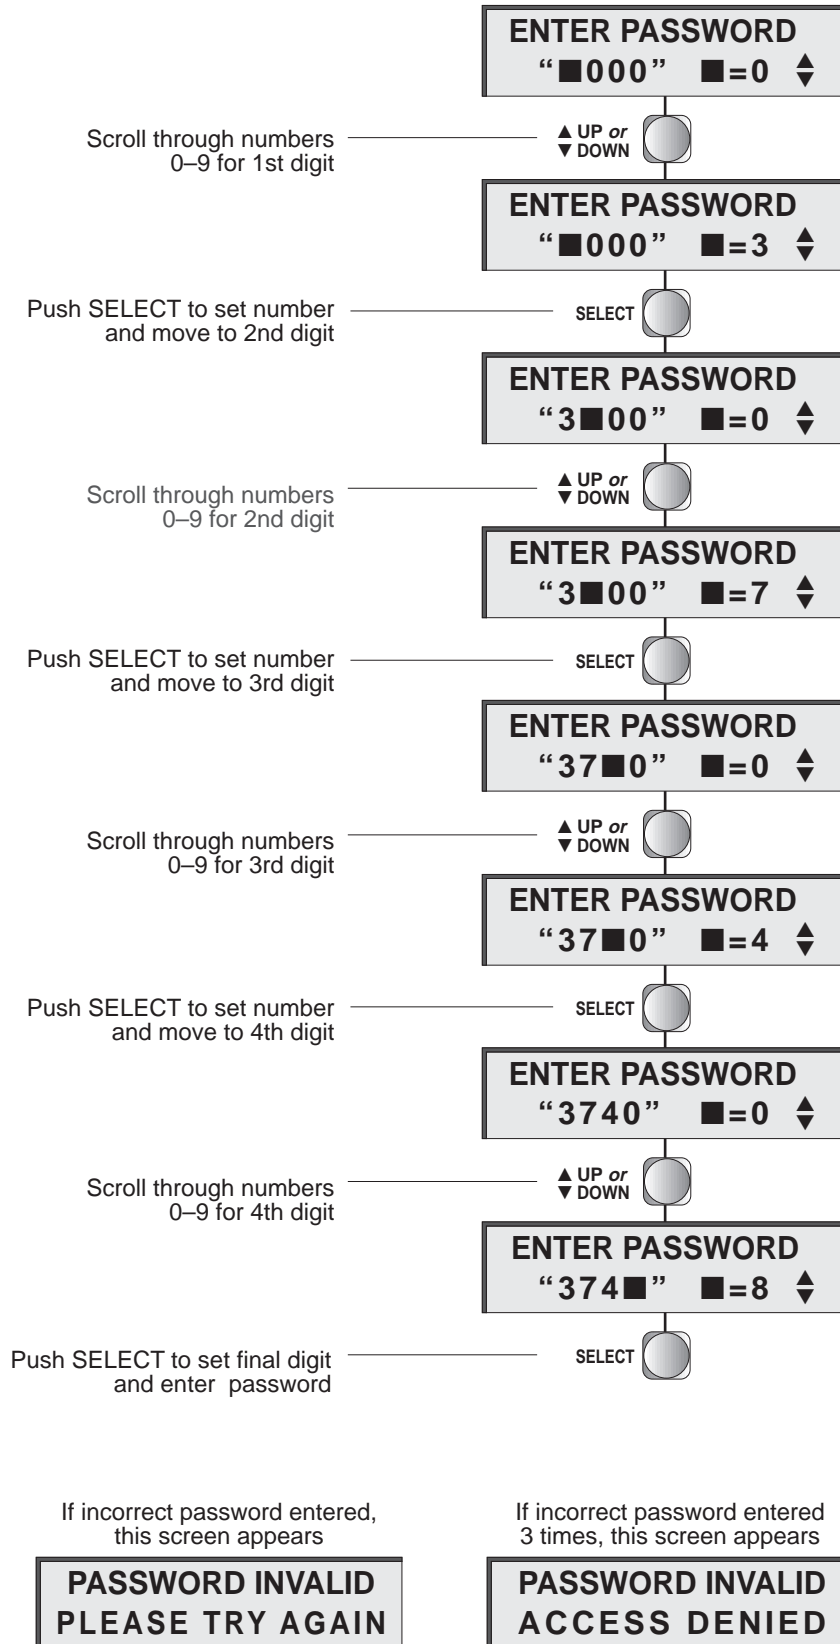 ENTER PASSWORD
“■000” ■=0 ▲▼
Scroll through numbers
0–9 for 1st digit
▲ UP or
▼ DOWN
ENTER PASSWORD
“■000” ■=3 ▲▼
Push SELECT to set number
and move to 2nd digit
SELECT
ENTER PASSWORD
“3■00” ■=0 ▲▼
Scroll through numbers
0–9 for 2nd digit
▲ UP or
▼ DOWN
ENTER PASSWORD
“3■00” ■=7 ▲▼
Push SELECT to set number
and move to 3rd digit
SELECT
ENTER PASSWORD
“37■0” ■=0 ▲▼
Scroll through numbers
0–9 for 3rd digit
▲ UP or
▼ DOWN
ENTER PASSWORD
“37■0” ■=4 ▲▼
Push SELECT to set number
and move to 4th digit
SELECT
ENTER PASSWORD
“3740” ■=0 ▲▼
Scroll through numbers
0–9 for 4th digit
▲ UP or
▼ DOWN
ENTER PASSWORD
“374■” ■=8 ▲▼
Push SELECT to set final digit
and enter password
SELECT
If incorrect password entered,
this screen appears
PASSWORD INVALID
PLEASE TRY AGAIN
If incorrect password entered
3 times, this screen appears
PASSWORD INVALID
ACCESS DENIED